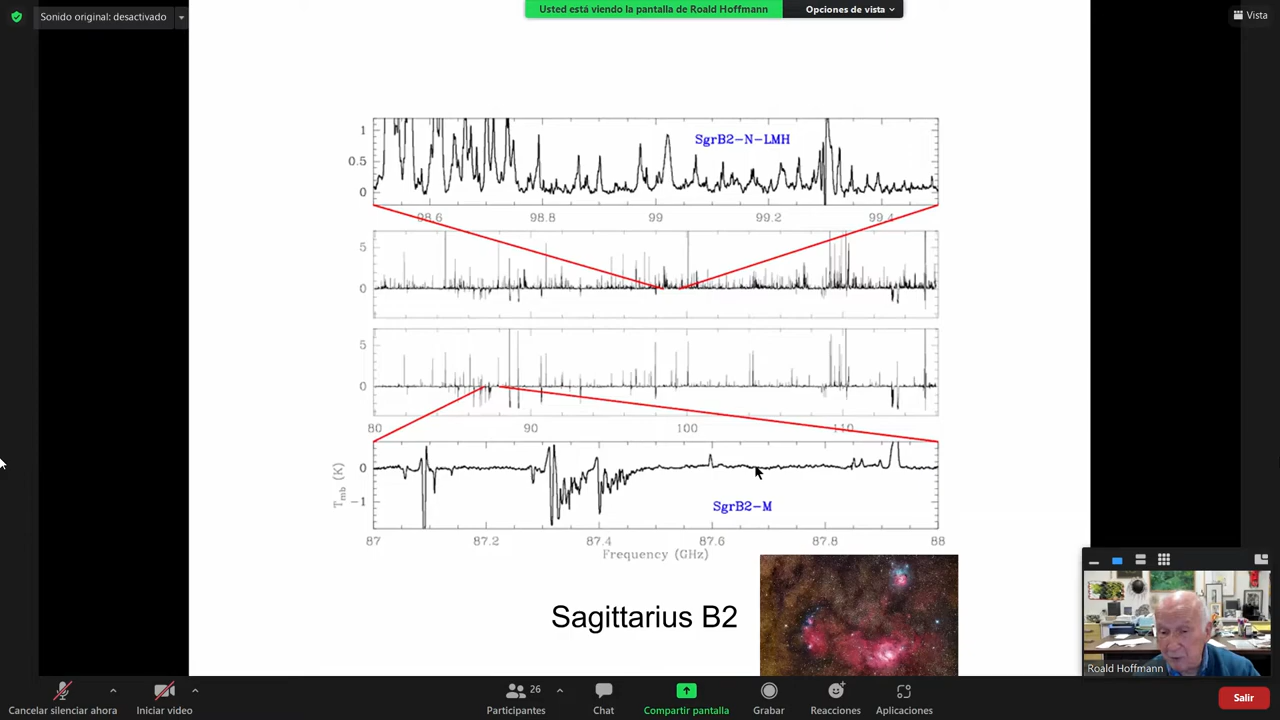 Sonido original: desactivado
Usted está viendo la pantalla de Roald Hoffmann
Opciones de vista
Vista
SgrB2-N-LMH
1
0.5
0
98.6 98.8 99 99.2 99.4
5
0
5
0
80 90 100 110
0
-1
T mb (K)
SgrB2-M
87 87.2 87.4 87.6 87.8 88
Frequency (GHz)
Sagittarius B2
Roald Hoffmann
Cancelar silenciar ahora
Iniciar video
26
Participantes
Chat
Compartir pantalla
Grabar
Reacciones
Aplicaciones
Salir